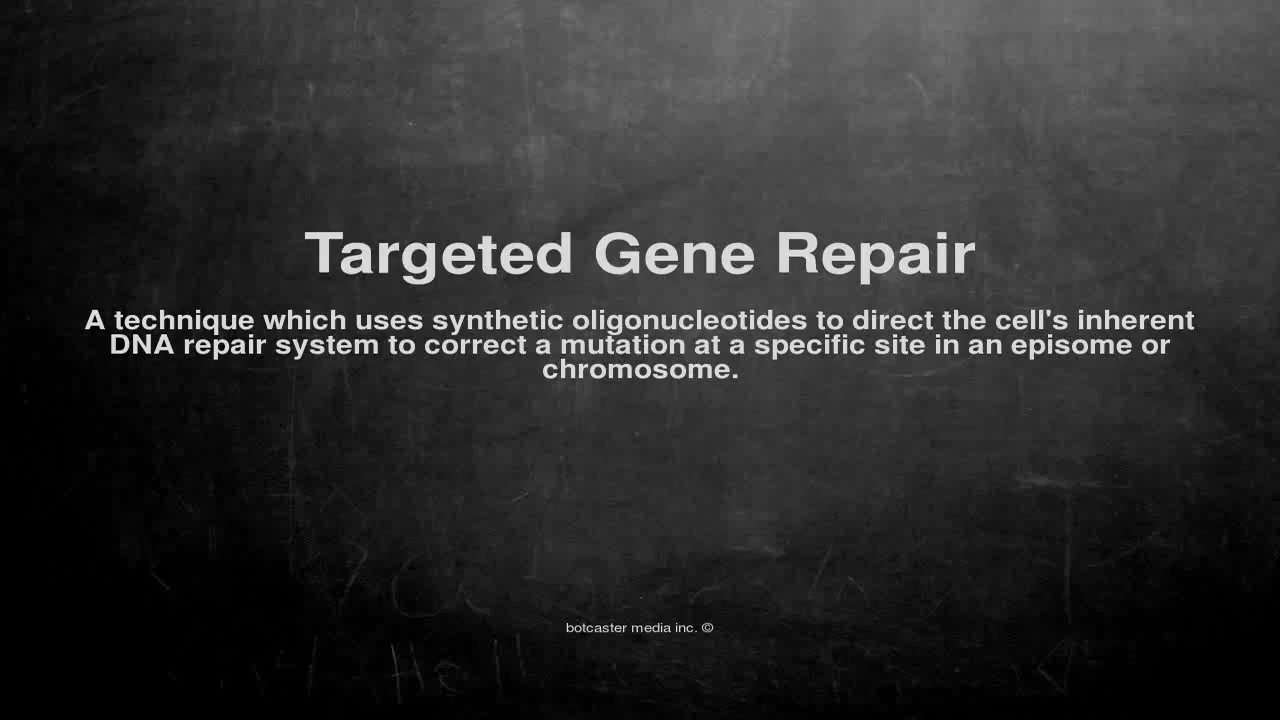 Targeted Gene Repair
A technique which uses synthetic oligonucleotides to direct the cell's inherent
DNA repair system to correct a mutation at a specific site in an episome or
chromosome.
botcaster media inc. ©